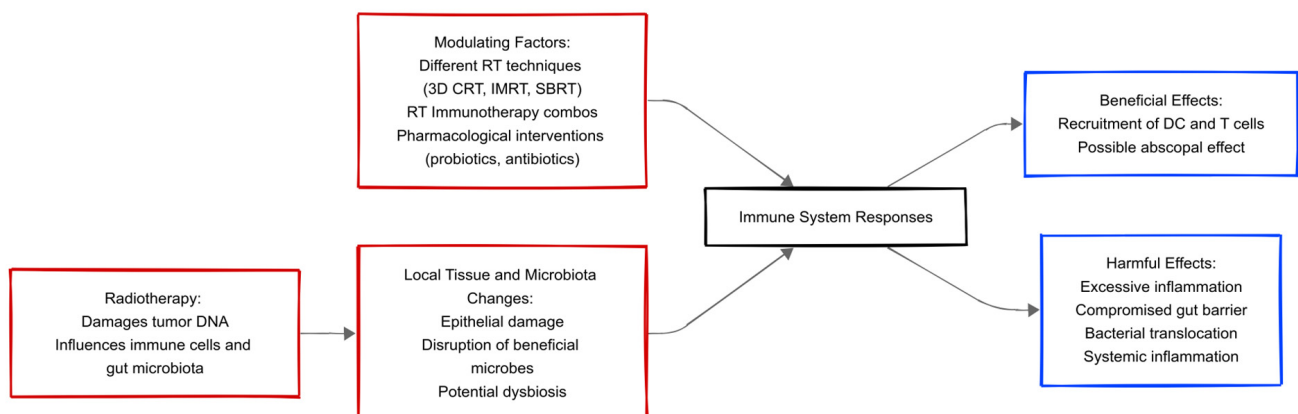 Modulating Factors:
Different RT techniques
(3D CRT, IMRT, SBRT)
RT Immunotherapy combos
Pharmacological interventions
(probiotics, antibiotics)
Radiotherapy:
Damages tumor DNA
Influences immune cells and
gut microbiota
Local Tissue and Microbiota
Changes:
Epithelial damage
Disruption of beneficial
microbes
Potential dysbiosis
Immune System Responses
Beneficial Effects:
Recruitment of DC and T cells
Possible abscopal effect
Harmful Effects:
Excessive inflammation
Compromised gut barrier
Bacterial translocation
Systemic inflammation